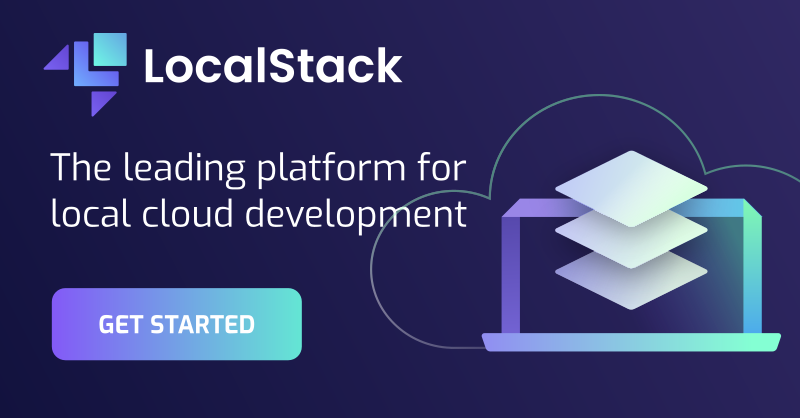 LocalStack
The leading platform for
local cloud development
GET STARTED